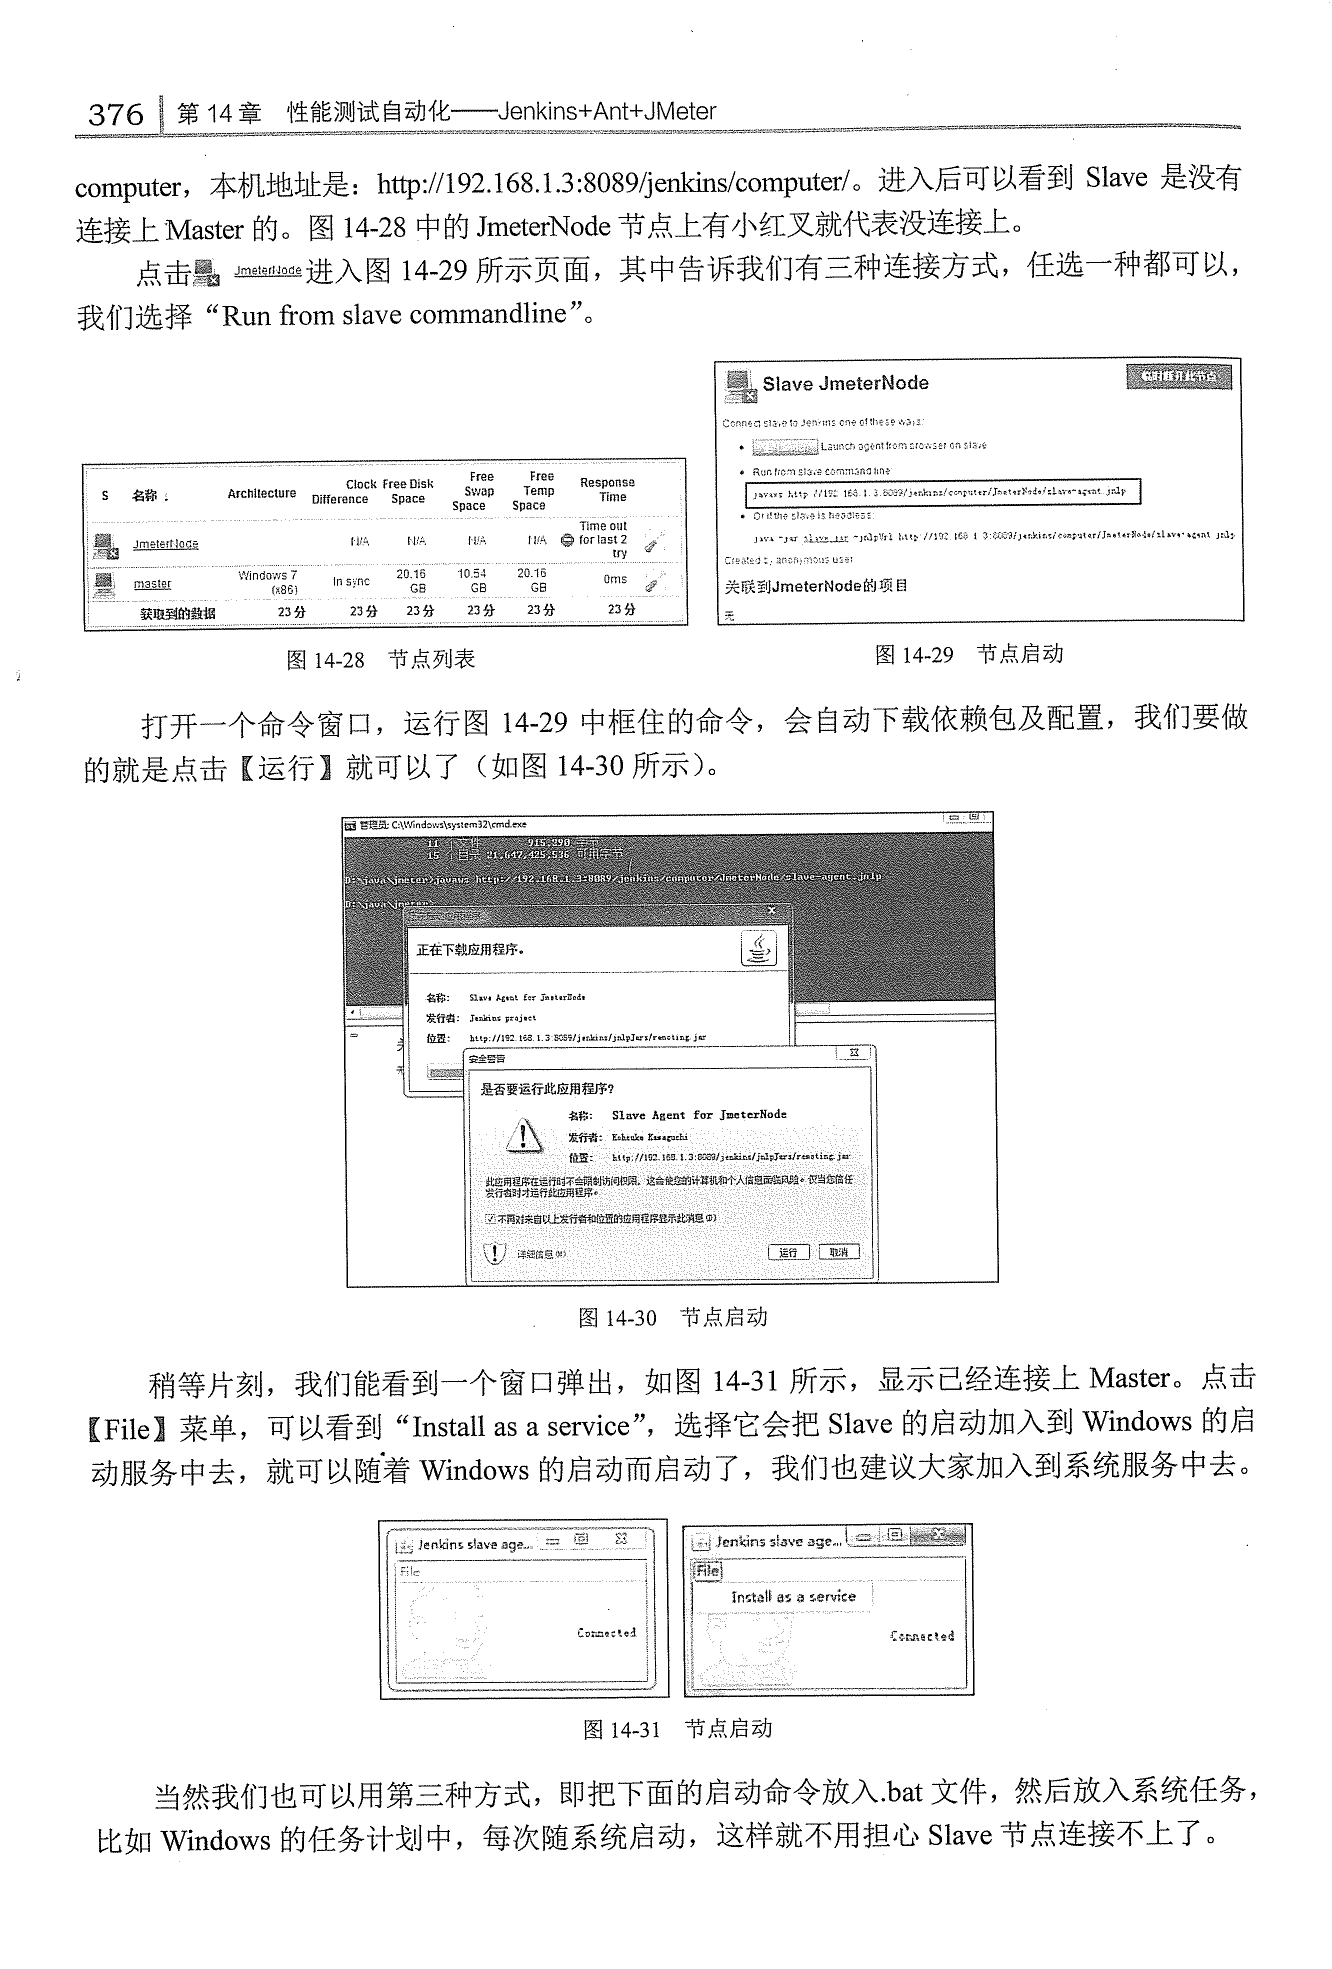 376 第14章 性能测试自动化——Jenkins+Ant+JMeter
computer，本机地址是：http://192.168.1.3:8089/jenkins/computer/。进入后可以看到 Slave 是没有
连接上 Master 的。图 14-28 中的 JmeterNode 节点上有小红叉就代表没连接上。
点击 JmeterNode 进入图 14-29 所示页面，其中告诉我们有三种连接方式，任选一种都可以，
我们选择“Run from slave commandline”。
S 名称 ↓ Architecture Clock Difference Free Disk Space Free Swap Space Free Temp Space Response Time
JmeterNode N/A N/A N/A N/A Time out for last 2 try
master Windows 7 (x86) In sync 20.16 GB 10.54 GB 20.16 GB 0ms
获取到的数据 23分 23分 23分 23分 23分 23分
图 14-28 节点列表
Slave JmeterNode
Connect slave to Jenkins one of these ways:
Launch agent from browser on slave
Run from slave command line
javaws http://192.168.1.3:8089/jenkins/computer/JmeterNode/slave-agent.jnlp
Or if the slave is headless:
java -jar slave.jar -jnlpUrl http://192.168.1.3:8089/jenkins/computer/JmeterNode/slave-agent.jnlp
Created by anonymous user
关联到JmeterNode的项目
无
图 14-29 节点启动
打开一个命令窗口，运行图 14-29 中框住的命令，会自动下载依赖包及配置，我们要做
的就是点击【运行】就可以了（如图 14-30 所示）。
管理员: C:\Windows\system32\cmd.exe
11 个文件 915,290 字节
15 个目录 21,647,425,536 可用字节
D:\java\jmeter>javaws http://192.168.1.3:8089/jenkins/computer/JmeterNode/slave-agent.jnlp
D:\java\jmeter>
正在下载应用程序。
名称: Slave Agent for JmeterNode
发行者: Jenkins project
位置: http://192.168.1.3:8089/jenkins/jnlpJars/remoting.jar
安全警告
是否要运行此应用程序?
名称: Slave Agent for JmeterNode
发行者: Kohsuke Kawaguchi
位置: http://192.168.1.3:8089/jenkins/jnlpJars/remoting.jar
此应用程序在运行时不会限制访问权限。这会使您的计算机和个人信息面临风险。仅当您信任
发行者时才运行此应用程序。
不再对来自以上发行者和位置的应用程序显示此消息(D)
详细信息(M)
运行 取消
图 14-30 节点启动
稍等片刻，我们能看到一个窗口弹出，如图 14-31 所示，显示已经连接上 Master。点击
【File】菜单，可以看到“Install as a service”，选择它会把 Slave 的启动加入到 Windows 的启
动服务中去，就可以随着 Windows 的启动而启动了，我们也建议大家加入到系统服务中去。
Jenkins slave age...
File
Connected
Jenkins slave age...
File
Install as a service
Connected
图 14-31 节点启动
当然我们也可以用第三种方式，即把下面的启动命令放入.bat 文件，然后放入系统任务，
比如 Windows 的任务计划中，每次随系统启动，这样就不用担心 Slave 节点连接不上了。